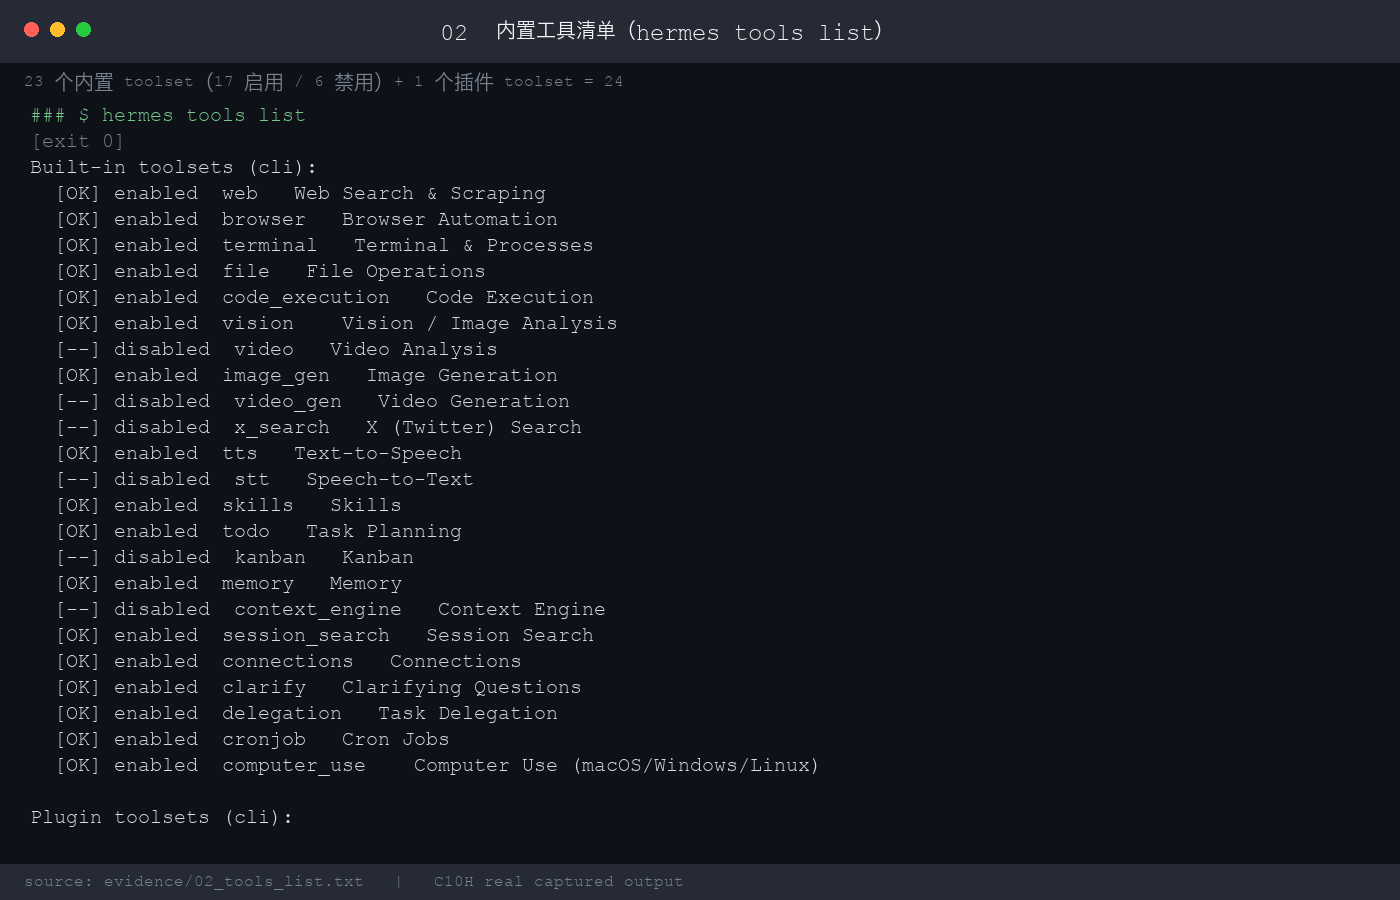 02 内置工具清单（hermes tools list）
23 个内置 toolset（17 启用 / 6 禁用）+ 1 个插件 toolset = 24
### $ hermes tools list
[exit 0]
Built-in toolsets (cli):
[OK] enabled web Web Search & Scraping
[OK] enabled browser Browser Automation
[OK] enabled terminal Terminal & Processes
[OK] enabled file File Operations
[OK] enabled code_execution Code Execution
[OK] enabled vision Vision / Image Analysis
[--] disabled video Video Analysis
[OK] enabled image_gen Image Generation
[--] disabled video_gen Video Generation
[--] disabled x_search X (Twitter) Search
[OK] enabled tts Text-to-Speech
[--] disabled stt Speech-to-Text
[OK] enabled skills Skills
[OK] enabled todo Task Planning
[--] disabled kanban Kanban
[OK] enabled memory Memory
[--] disabled context_engine Context Engine
[OK] enabled session_search Session Search
[OK] enabled connections Connections
[OK] enabled clarify Clarifying Questions
[OK] enabled delegation Task Delegation
[OK] enabled cronjob Cron Jobs
[OK] enabled computer_use Computer Use (macOS/Windows/Linux)
Plugin toolsets (cli):
source: evidence/02_tools_list.txt | C10H real captured output